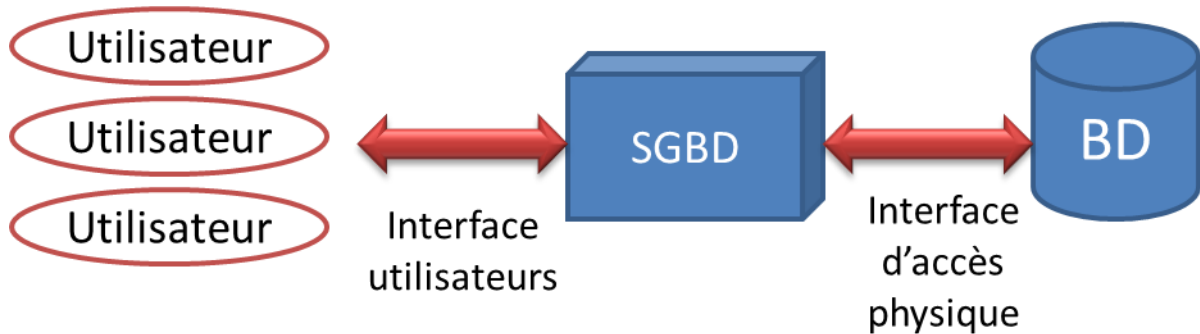 Utilisateur
Utilisateur
Utilisateur
Interface
utilisateurs
SGBD
Interface
d'accès
physique
BD